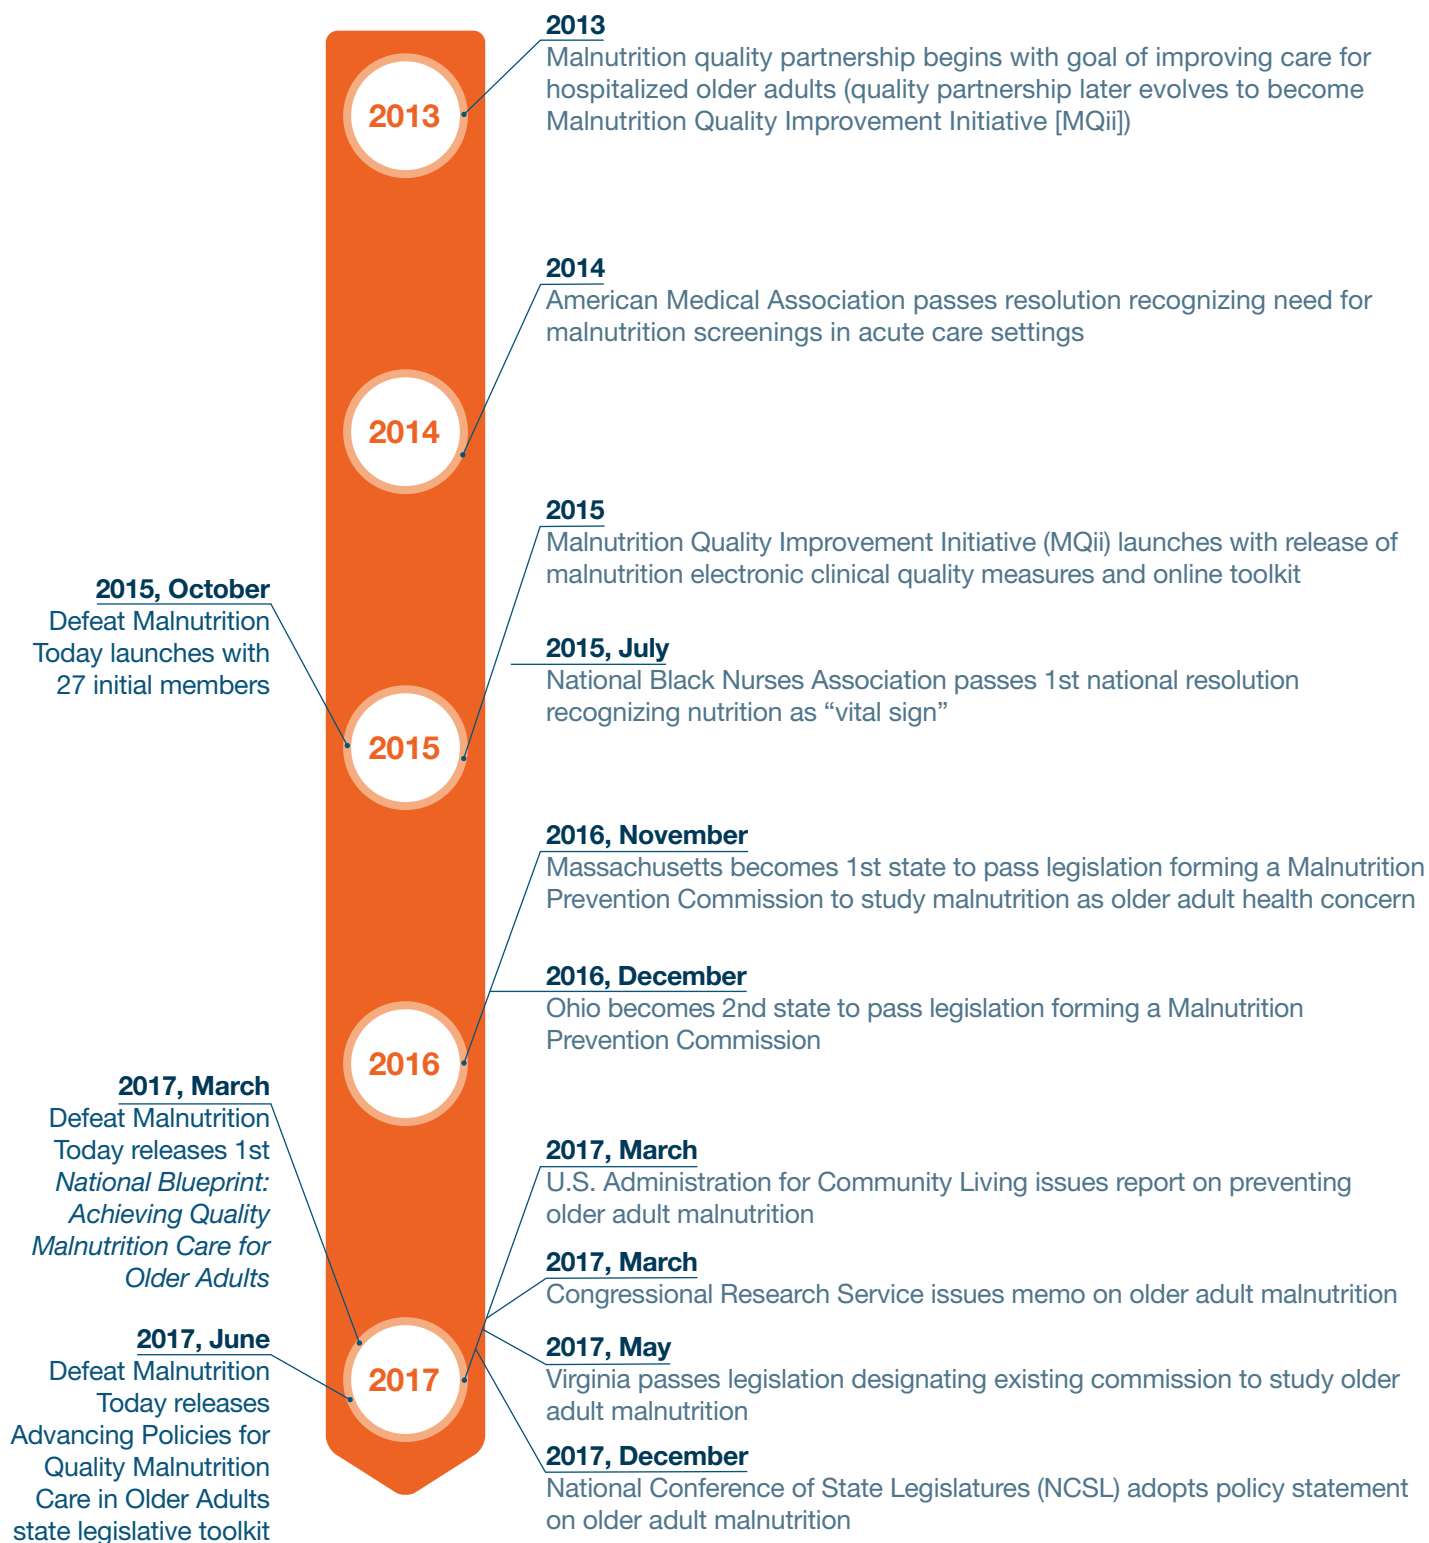 2013
Malnutrition quality partnership begins with goal of improving care for
hospitalized older adults (quality partnership later evolves to become
Malnutrition Quality Improvement Initiative [MQii])
2013
2014
American Medical Association passes resolution recognizing need for
malnutrition screenings in acute care settings
2014
2015
Malnutrition Quality Improvement Initiative (MQii) launches with release of
malnutrition electronic clinical quality measures and online toolkit
2015, October
Defeat Malnutrition
Today launches with
27 initial members
2015, July
National Black Nurses Association passes 1st national resolution
recognizing nutrition as “vital sign”
2015
2016, November
Massachusetts becomes 1st state to pass legislation forming a Malnutrition
Prevention Commission to study malnutrition as older adult health concern
2016, December
Ohio becomes 2nd state to pass legislation forming a Malnutrition
Prevention Commission
2016
2017, March
Defeat Malnutrition
Today releases 1st
National Blueprint:
Achieving Quality
Malnutrition Care for
Older Adults
2017, March
U.S. Administration for Community Living issues report on preventing
older adult malnutrition
2017, March
Congressional Research Service issues memo on older adult malnutrition
2017, June
Defeat Malnutrition
Today releases
Advancing Policies for
Quality Malnutrition
Care in Older Adults
state legislative toolkit
2017
2017, May
Virginia passes legislation designating existing commission to study older
adult malnutrition
2017, December
National Conference of State Legislatures (NCSL) adopts policy statement
on older adult malnutrition